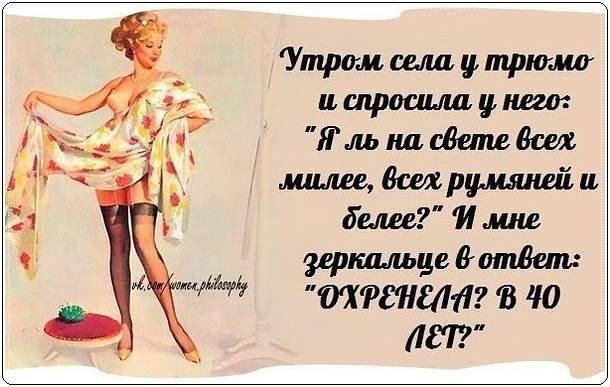 Утром села у трюмо
и спросила у него:
"Я ль на свете всех
милее, всех румяней и
белее?" И мне
зеркальце в ответ:
"ОХРЕНЕЛА? В 40
ЛЕТ?"
vk.com/women.philosophy